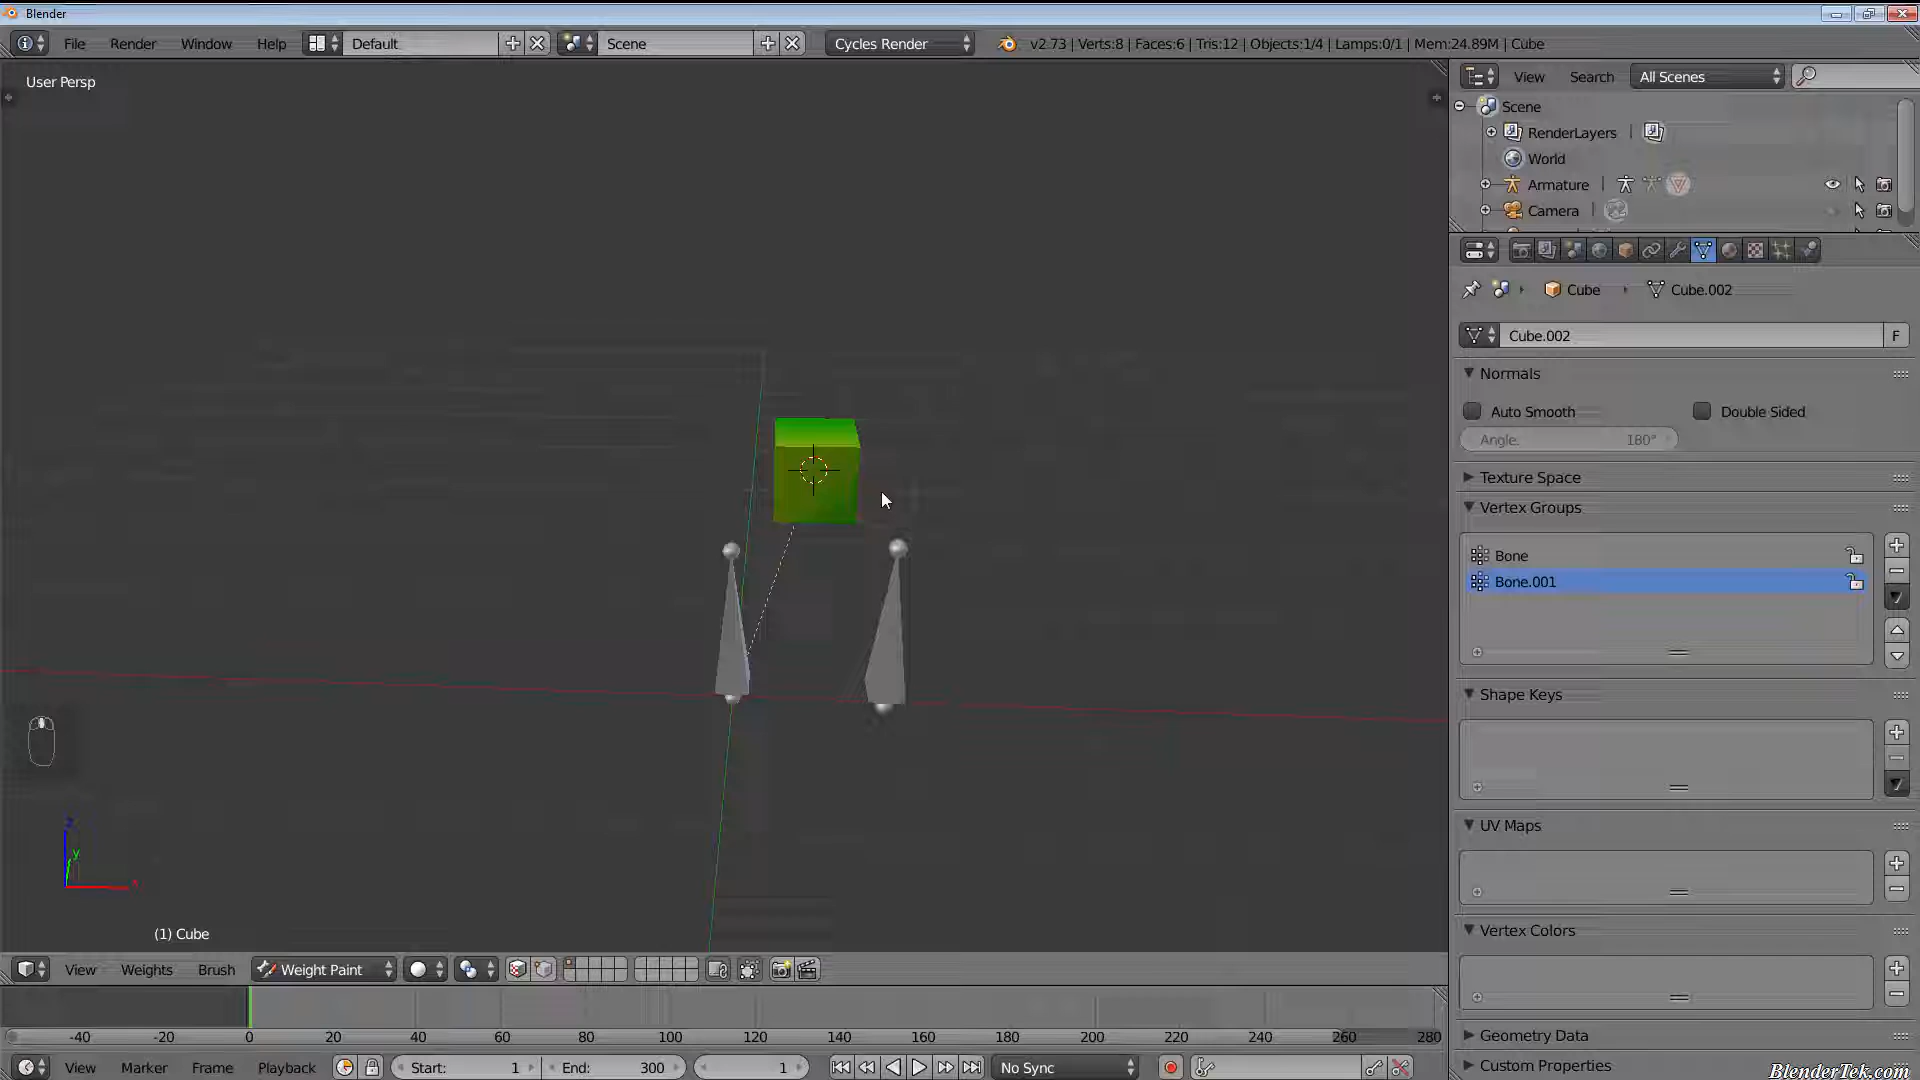 Blender
File Render Window Help Default Scene Cycles Render v2.73 | Verts:8 | Faces:6 | Tris:12 | Objects:1/4 | Lamps:0/1 | Mem:24.89M | Cube
User Persp
View Search All Scenes
Scene
RenderLayers
World
Armature
Camera
Cube Cube.002
Cube.002 F
Normals
Auto Smooth Double Sided
Angle: 180°
Texture Space
Vertex Groups
Bone
Bone.001
Shape Keys
UV Maps
Vertex Colors
Geometry Data
Custom Properties
z
y
x
(1) Cube
View Weights Brush Weight Paint
-40 -20 0 20 40 60 80 100 120 140 160 180 200 220 240 260 280
View Marker Frame Playback Start: 1 End: 300 1 No Sync
BlenderTek.com